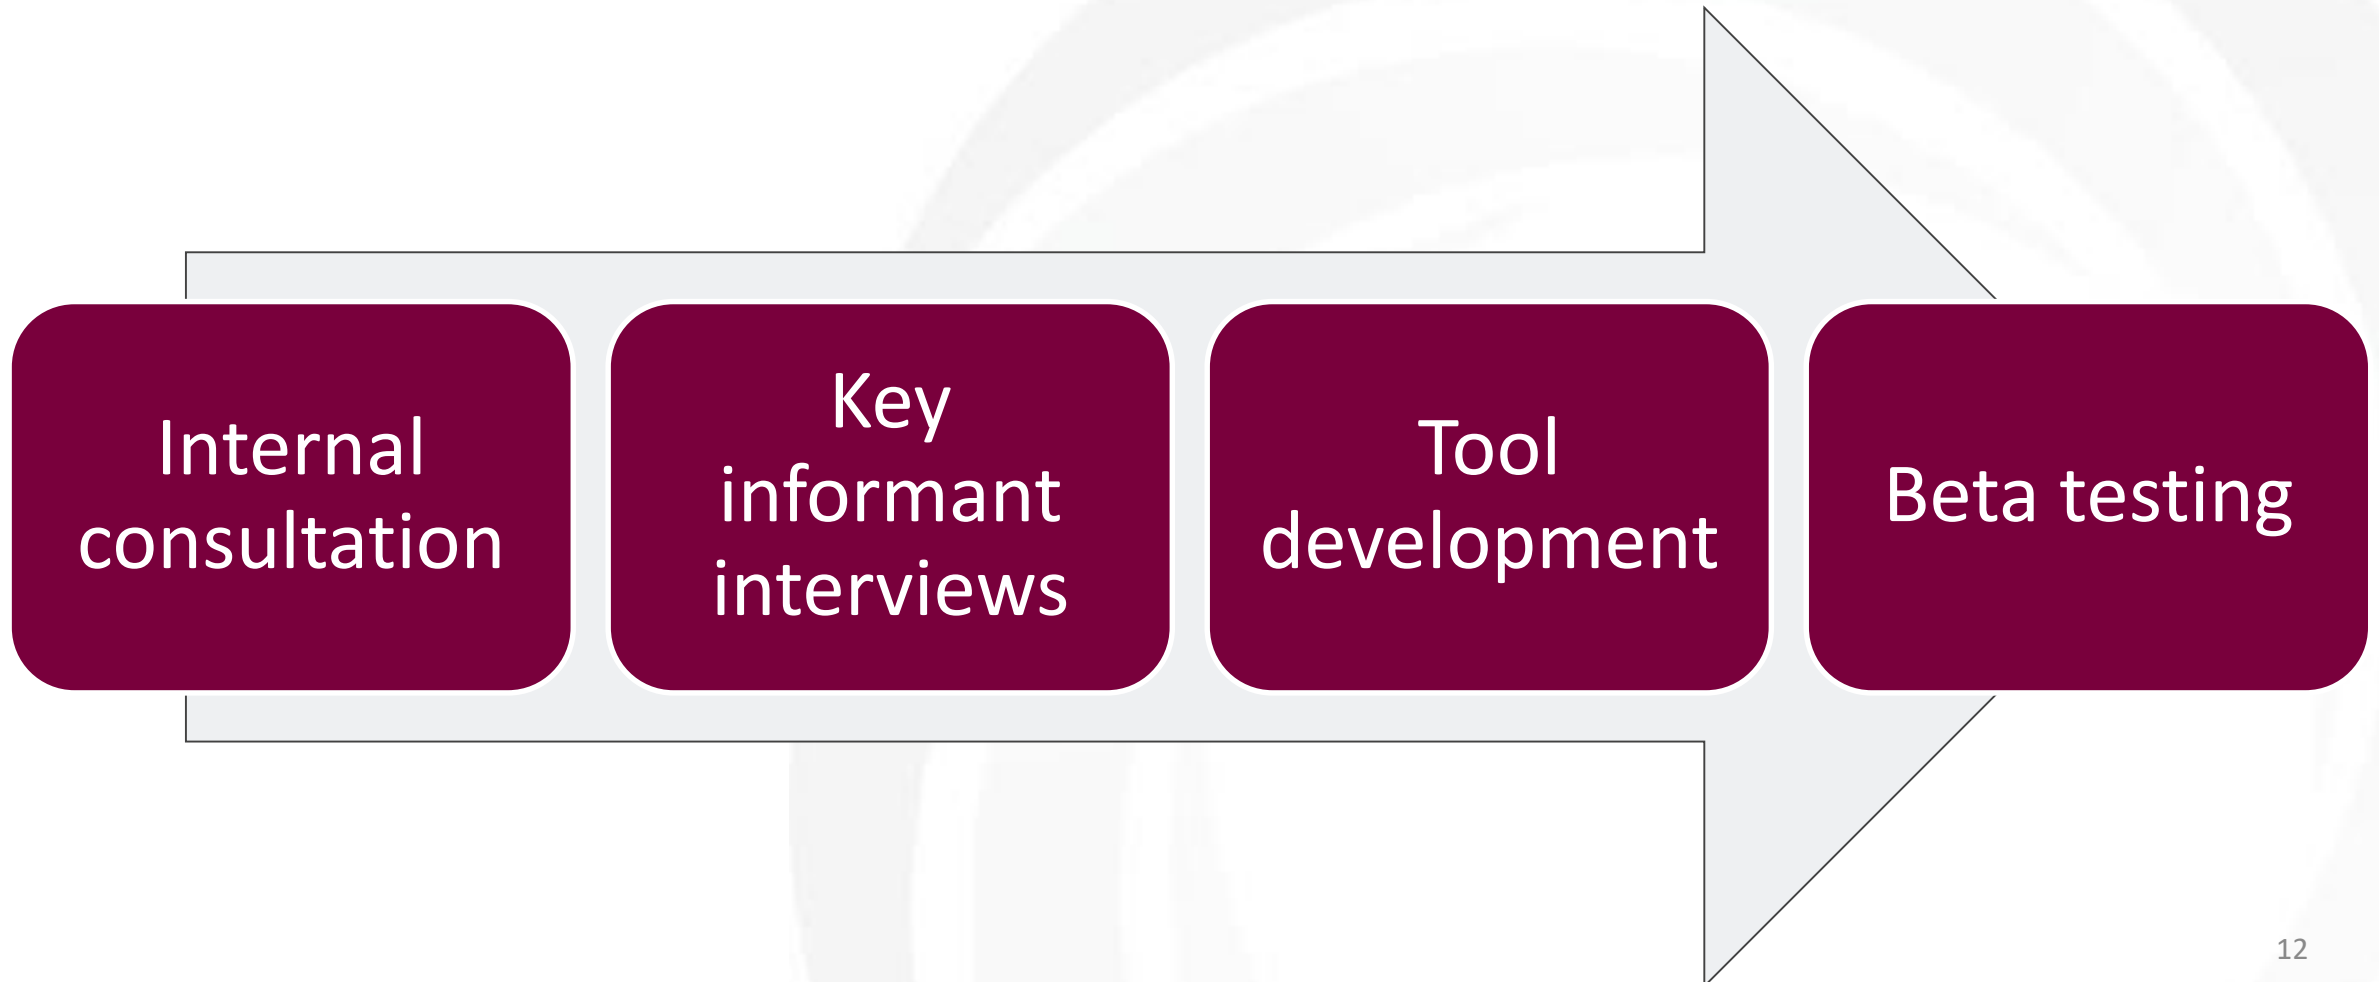 Internal
consultation
Key
informant
interviews
Tool
development
Beta testing
12